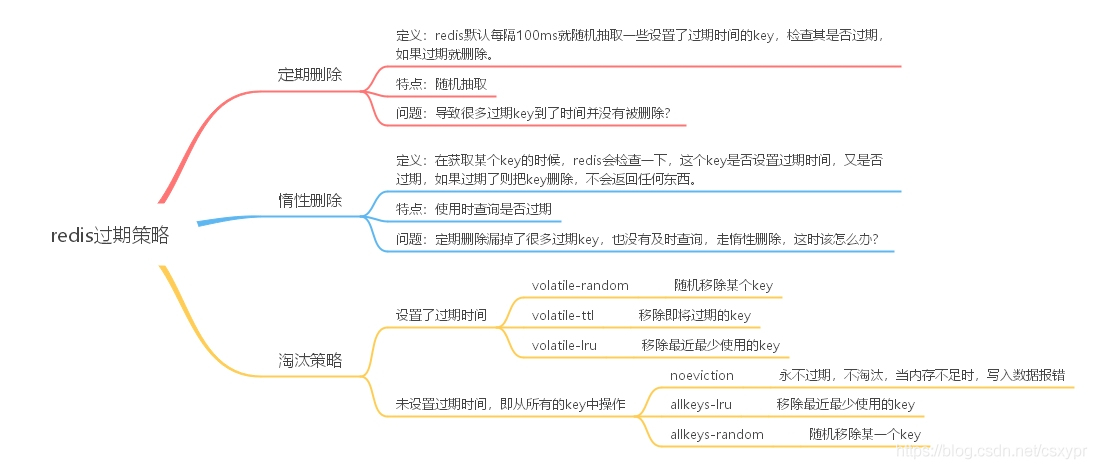 redis过期策略
定期删除
定义：redis默认每隔100ms就随机抽取一些设置了过期时间的key，检查其是否过期，
如果过期就删除。
特点：随机抽取
问题：导致很多过期key到了时间并没有被删除?
惰性删除
定义：在获取某个key的时候，redis会检查一下，这个key是否设置过期时间，又是否
过期，如果过期了则把key删除，不会返回任何东西。
特点：使用时查询是否过期
问题：定期删除漏掉了很多过期key，也没有及时查询，走惰性删除，这时该怎么办?
淘汰策略
设置了过期时间
volatile-random 随机移除某个key
volatile-ttl 移除即将过期的key
volatile-lru 移除最近最少使用的key
未设置过期时间，即从所有的key中操作
noeviction 永不过期，不淘汰，当内存不足时，写入数据报错
allkeys-lru 移除最近最少使用的key
allkeys-random 随机移除某一个key
https://blog.csdn.net/csxypr